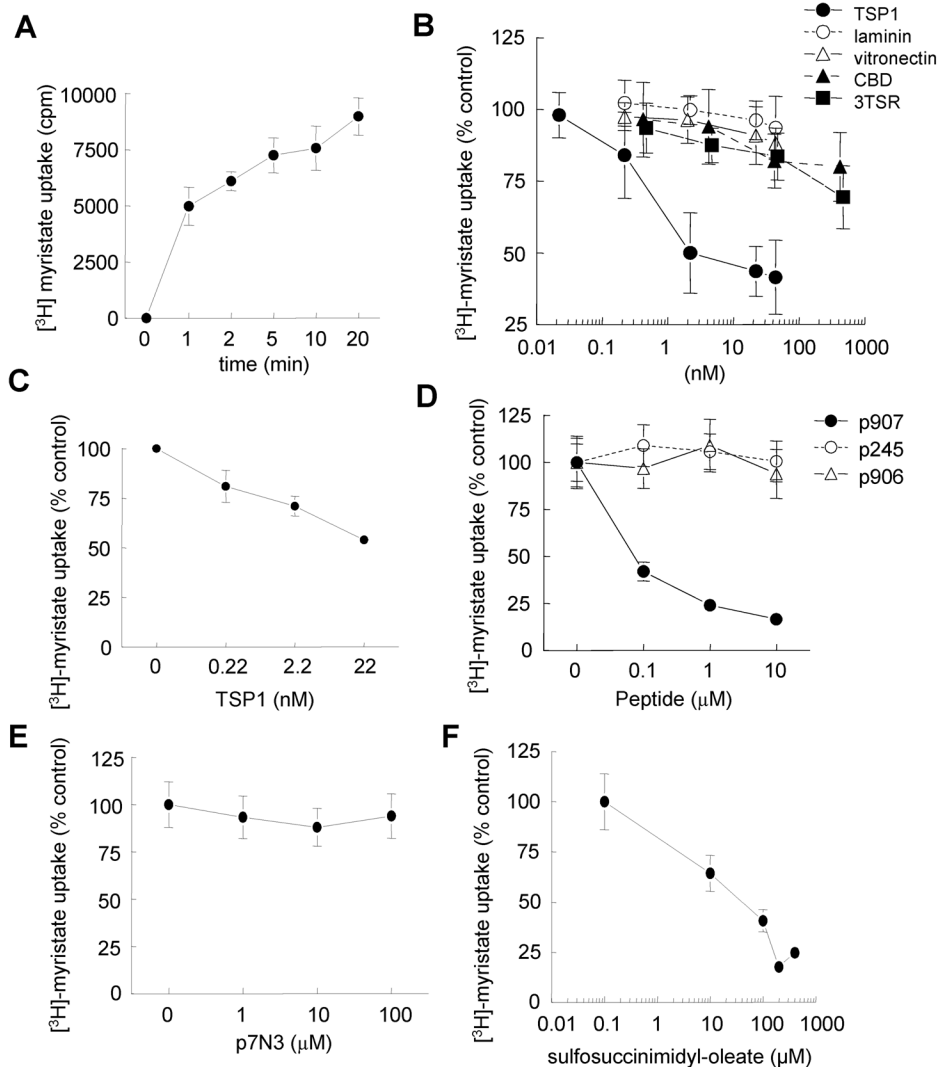 A
[³H] myristate uptake (cpm)
10000
7500
5000
2500
0
0 1 2 5 10 20
time (min)
B
TSP1
laminin
vitronectin
CBD
3TSR
[³H]-myristate uptake (% control)
125
100
75
50
25
0.01 0.1 1 10 100 1000
(nM)
C
[³H]-myristate uptake (% control)
100
75
50
25
0
0 0.22 2.2 22
TSP1 (nM)
D
p907
p245
p906
[³H]-myristate uptake (% control)
125
100
75
50
25
0
0 0.1 1 10
Peptide (μM)
E
[³H]-myristate uptake (% control)
125
100
75
50
25
0
0 1 10 100
p7N3 (μM)
F
[³H]-myristate uptake (% control)
125
100
75
50
25
0
0.01 0.1 1 10 100 1000
sulfosuccinimidyl-oleate (μM)